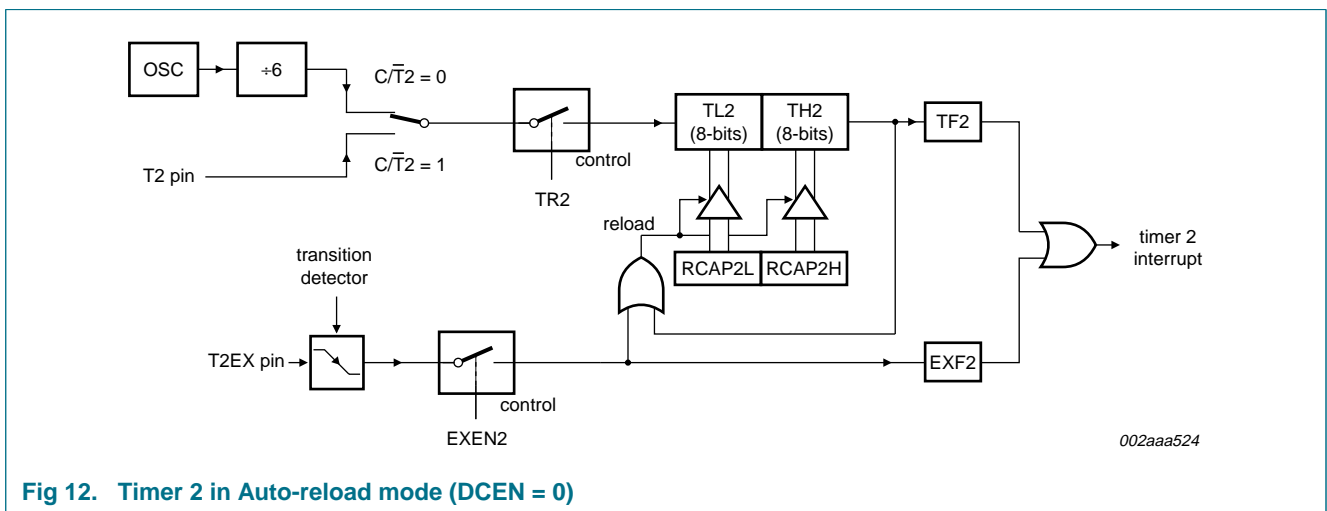 OSC
÷6
C/T̅2 = 0
T2 pin
C/T̅2 = 1
control
TR2
TL2
(8-bits)
TH2
(8-bits)
TF2
reload
RCAP2L
RCAP2H
timer 2
interrupt
transition
detector
T2EX pin
control
EXEN2
EXF2
002aaa524
Fig 12. Timer 2 in Auto-reload mode (DCEN = 0)